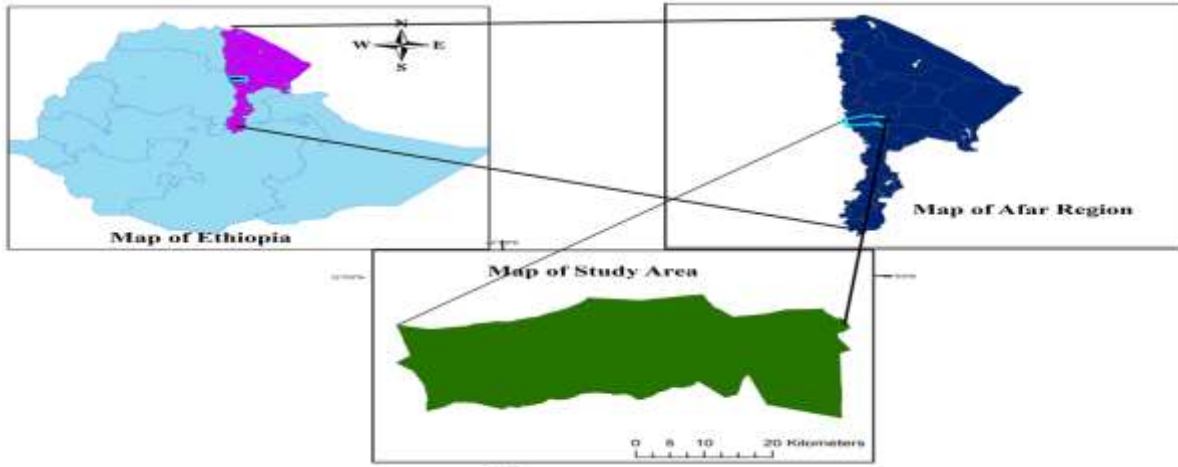 N
W E
S
Map of Ethiopia
Map of Afar Region
Map of Study Area
0 5 10 20 Kilometers